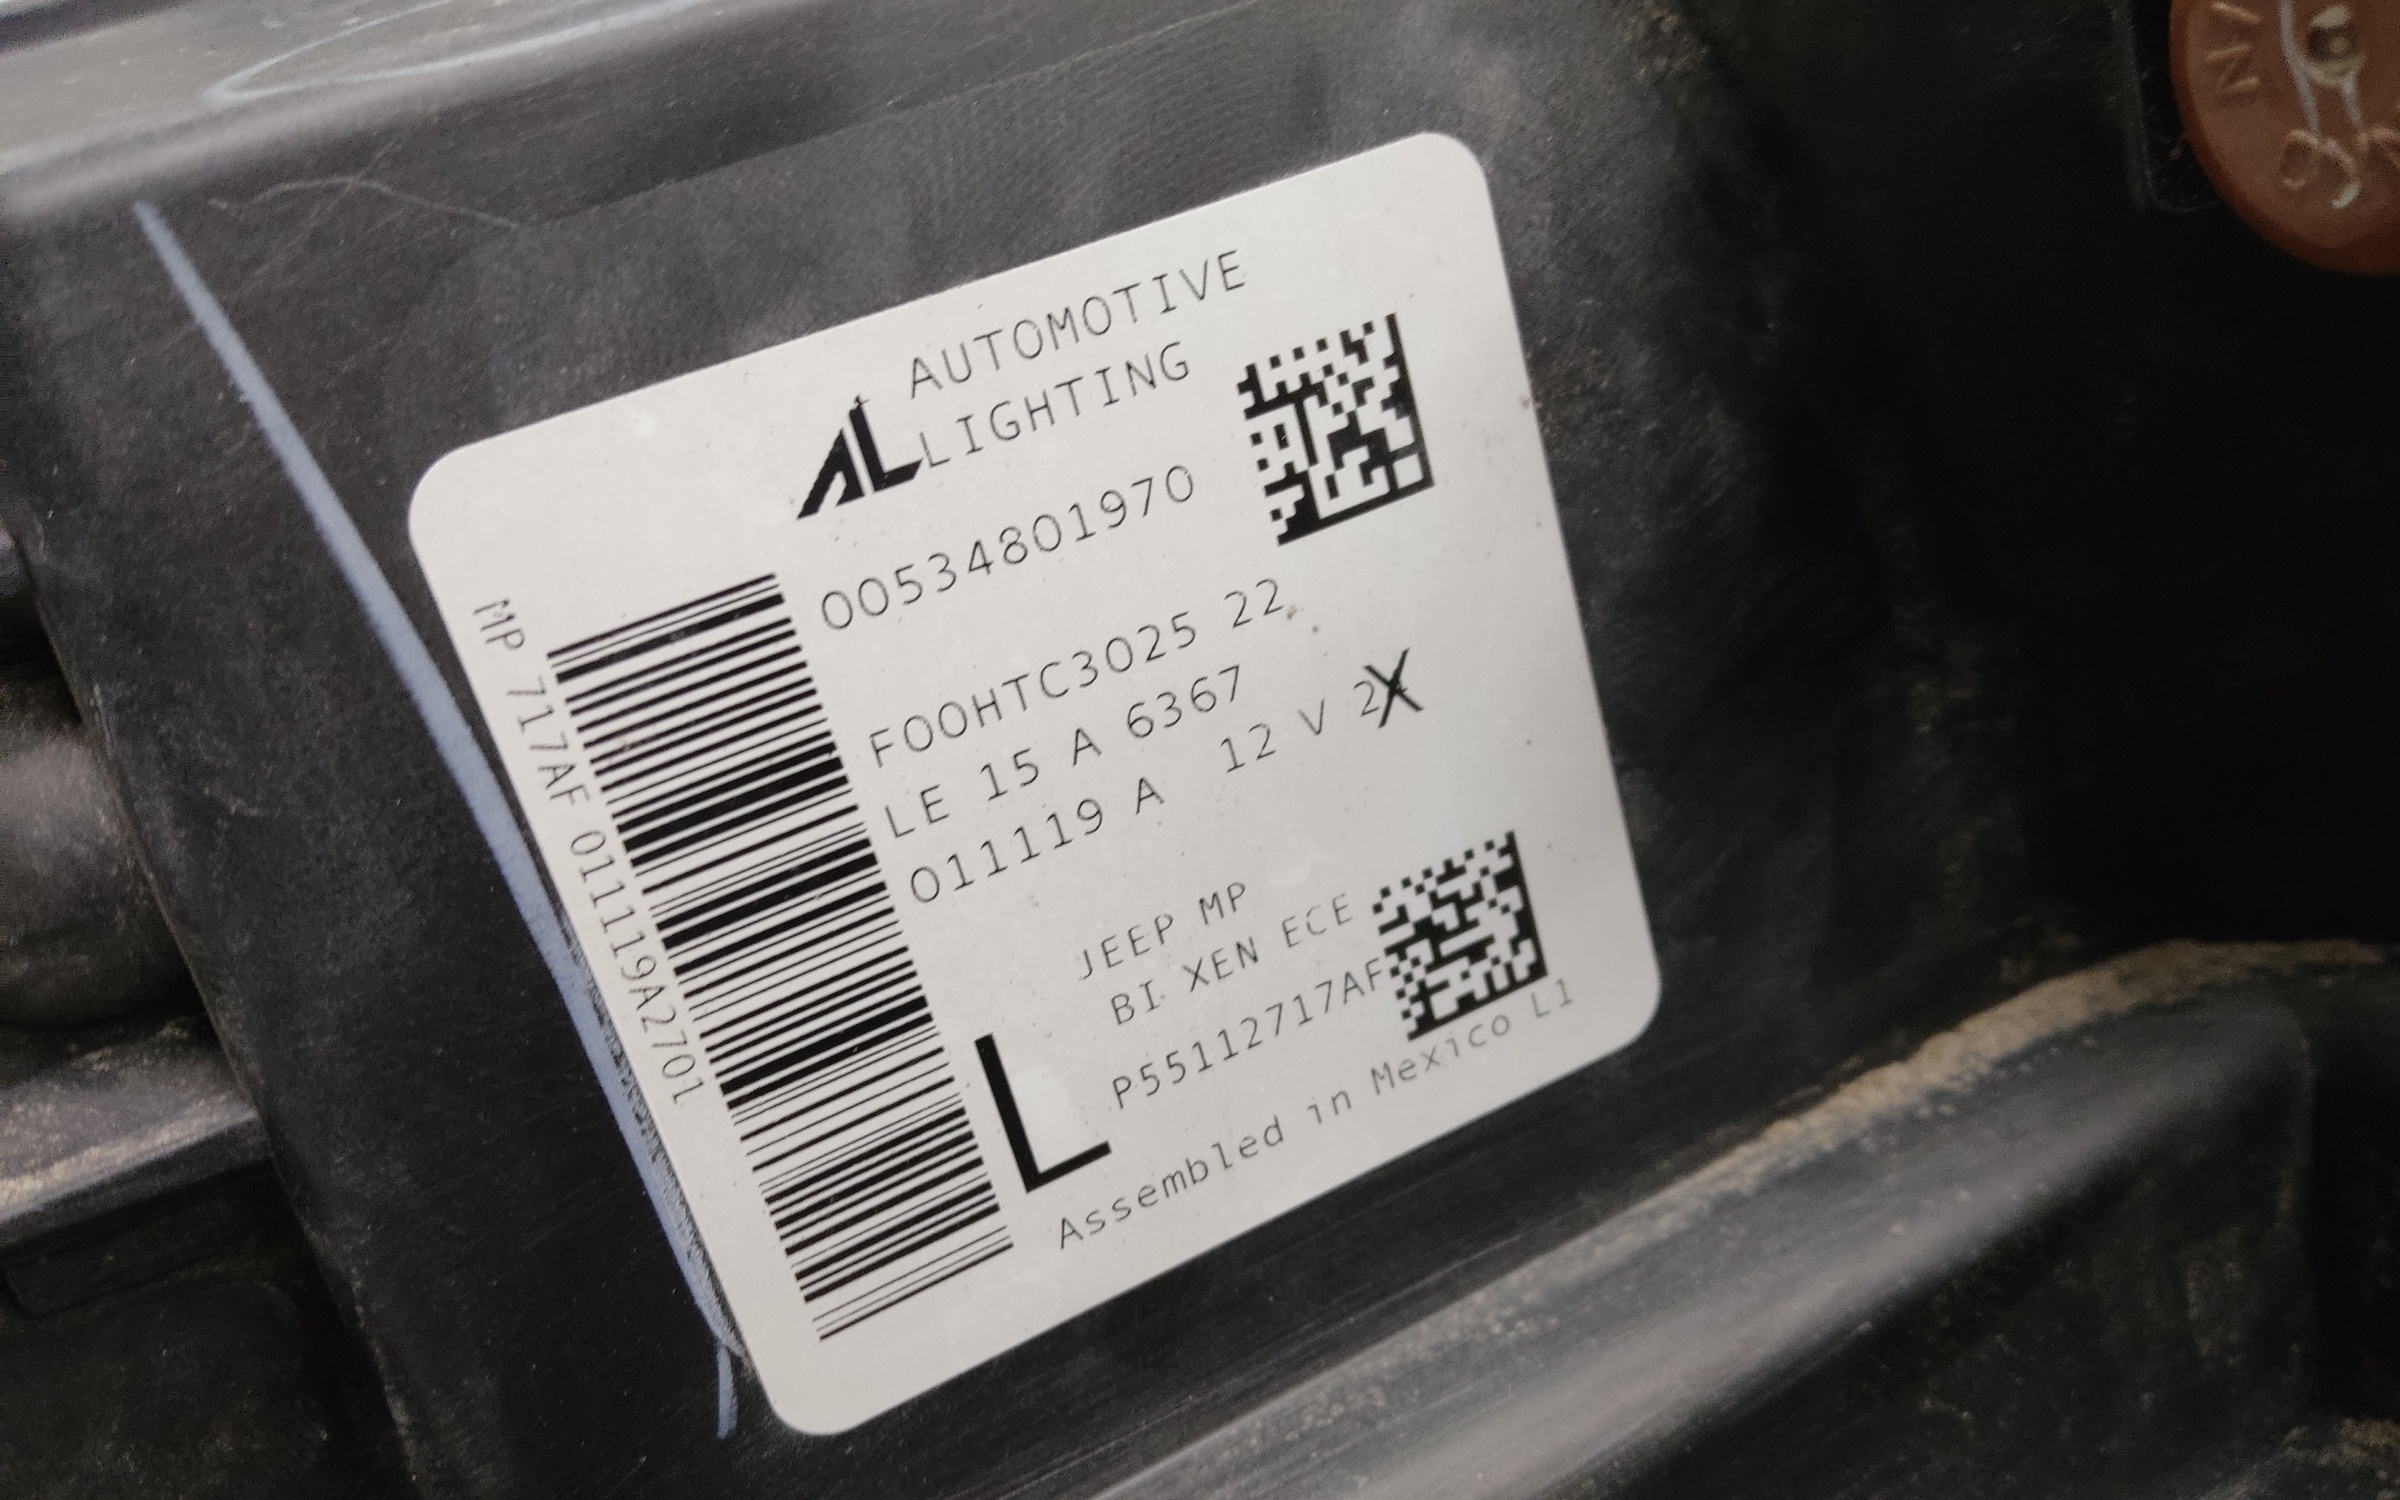 AUTOMOTIVE
AL LIGHTING
00534801970
F00HTC3025 22
LE 15 A 6367
011119 A 12 V
JEEP MP
BI XEN ECE
P55112717AF
L
Assembled in Mexico L1
MP 717AF 011119A2701